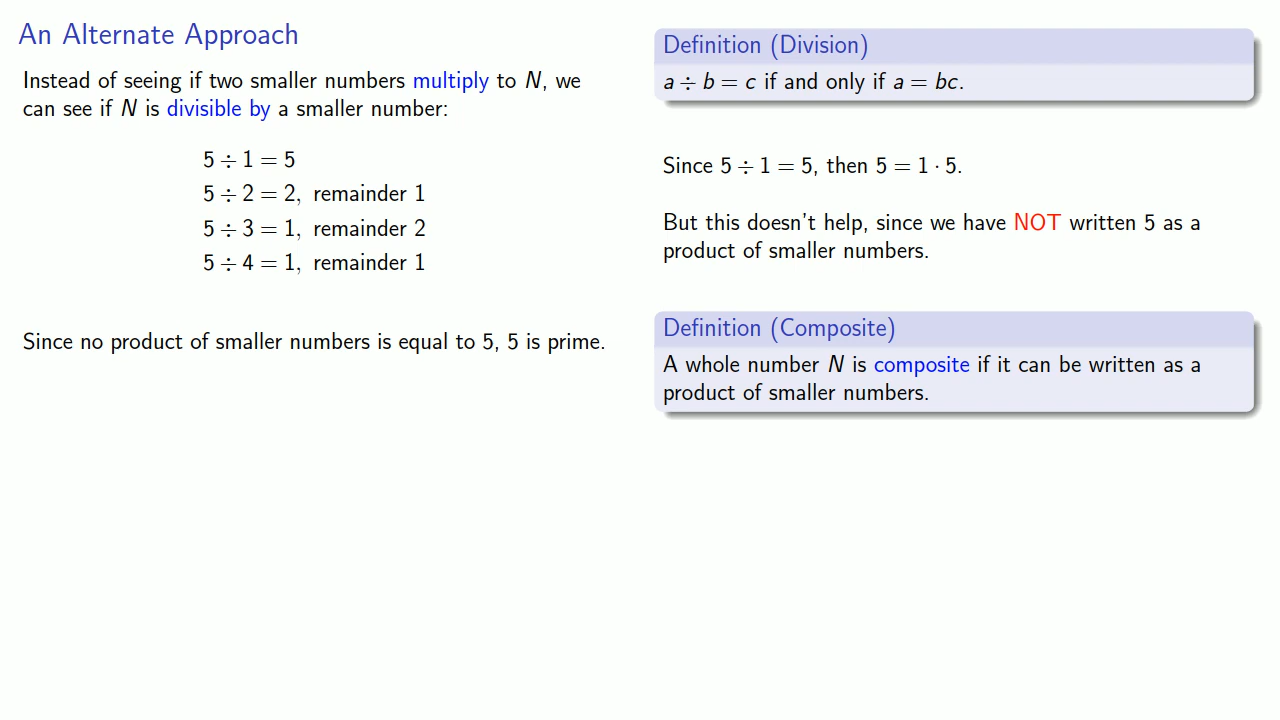 An Alternate Approach
Instead of seeing if two smaller numbers multiply to N, we
can see if N is divisible by a smaller number:
5 ÷ 1 = 5
5 ÷ 2 = 2, remainder 1
5 ÷ 3 = 1, remainder 2
5 ÷ 4 = 1, remainder 1
Since no product of smaller numbers is equal to 5, 5 is prime.
Definition (Division)
a ÷ b = c if and only if a = bc.
Since 5 ÷ 1 = 5, then 5 = 1 · 5.
But this doesn't help, since we have NOT written 5 as a
product of smaller numbers.
Definition (Composite)
A whole number N is composite if it can be written as a
product of smaller numbers.